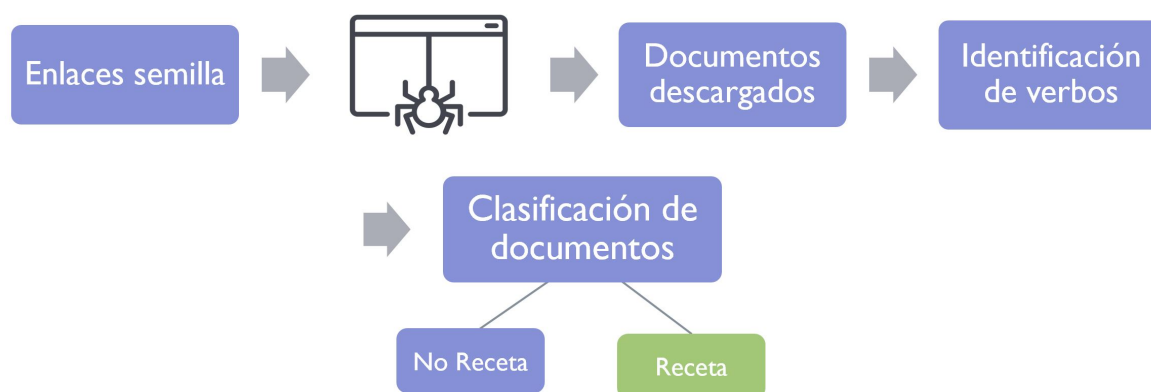 Enlaces semilla
Documentos
descargados
Identificación
de verbos
Clasificación de
documentos
No Receta
Receta